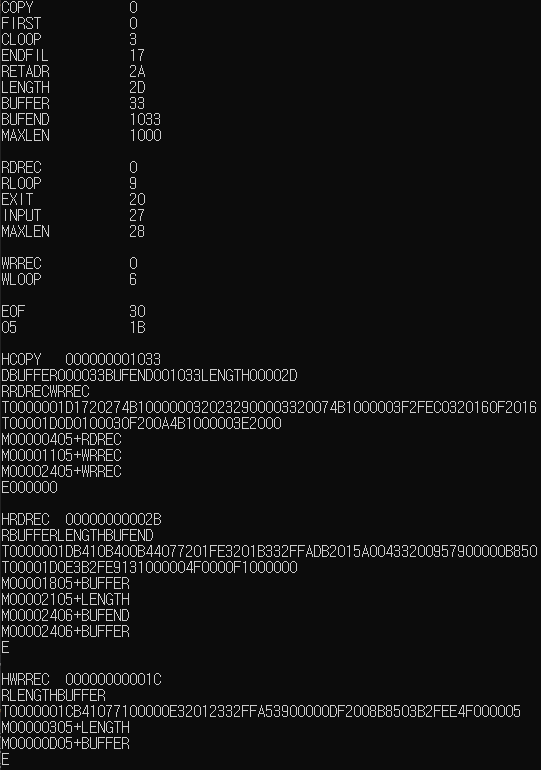 COPY 0
FIRST 0
CLOOP 3
ENDFIL 17
RETADR 2A
LENGTH 2D
BUFFER 33
BUFEND 1033
MAXLEN 1000
RDREC 0
RLOOP 9
EXIT 20
INPUT 27
MAXLEN 28
WRREC 0
WLOOP 6
EOF 30
05 1B
HCOPY  000000001033
DBUFFER000033BUFEND001033LENGTH00002D
RRDRECWRREC
T0000001D1720274B1000000320232900003320074B1000003F2FEC0320160F2016
T00001D0D0100030F200A4B1000003E2000
M00000405+RDREC
M00001105+WRREC
M00002405+WRREC
E000000
HRDREC 00000000002B
RBUFFERLENGTHBUFEND
T0000001DB410B400B44077201FE3201B332FFADB2015A00433200957900000B850
T00001D0E3B2FE9131000004F0000F1000000
M00001805+BUFFER
M00002105+LENGTH
M00002406+BUFEND
M00002406+BUFFER
E
HWRREC 00000000001C
RLENGTHBUFFER
T0000001CB41077100000E32012332FFA53900000DF2008B8503B2FEE4F000005
M00000305+LENGTH
M00000D05+BUFFER
E